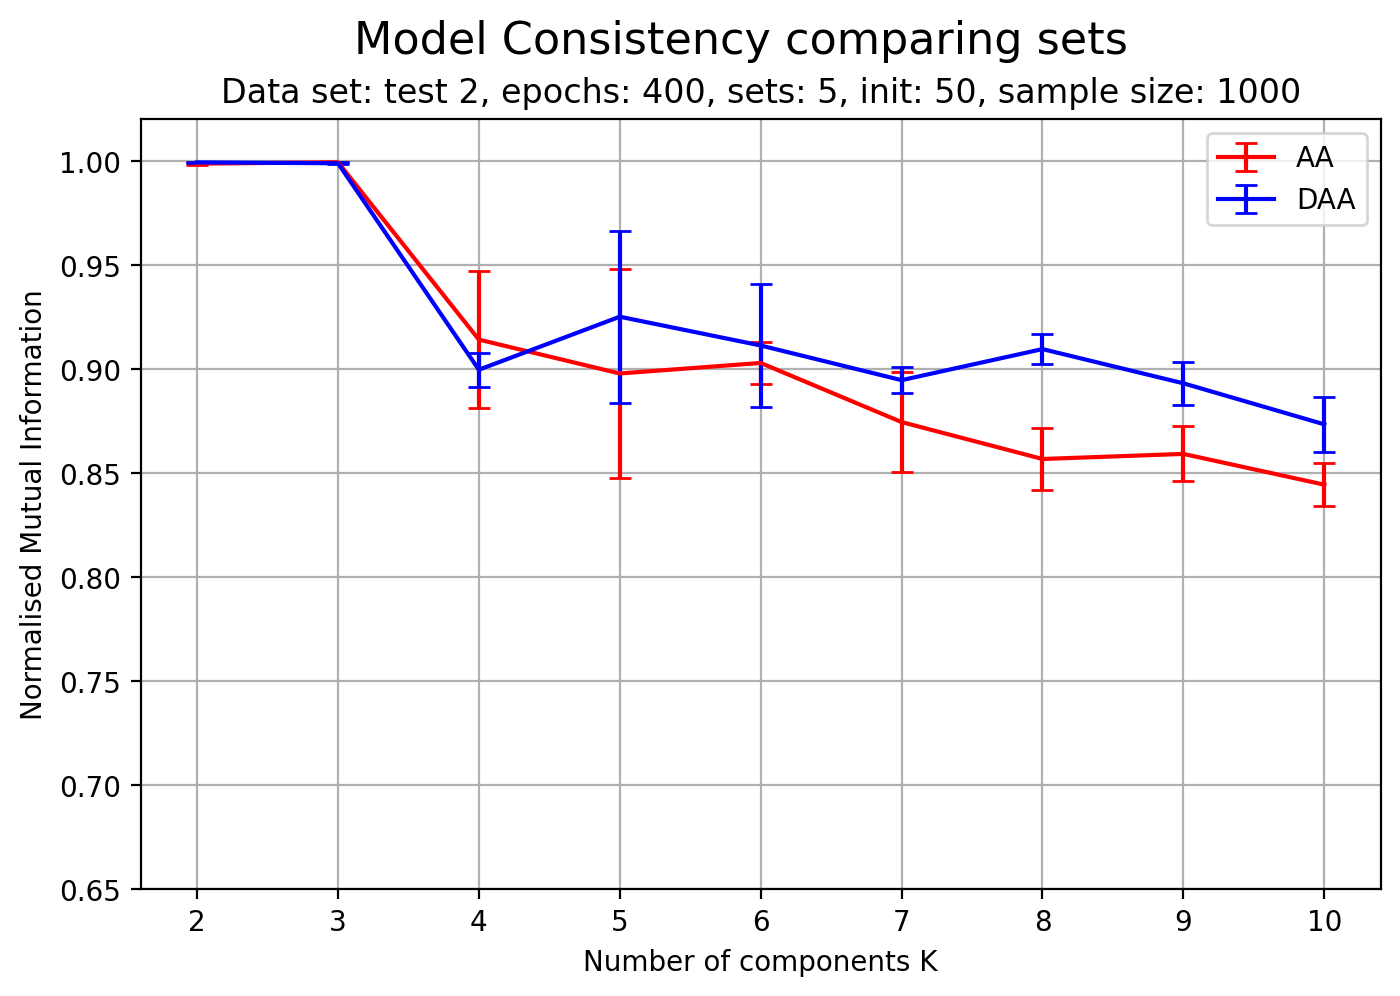 Model Consistency comparing sets
Data set: test 2, epochs: 400, sets: 5, init: 50, sample size: 1000
AA
DAA
1.00
0.95
0.90
0.85
0.80
0.75
0.70
0.65
Normalised Mutual Information
2 3 4 5 6 7 8 9 10
Number of components K